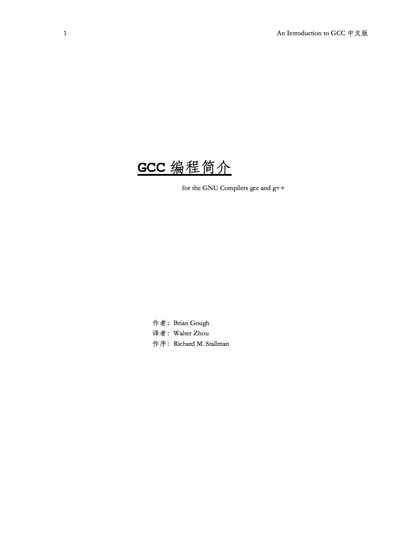 1 An Introduction to GCC 中文版
GCC 编程简介
for the GNU Compilers gcc and g++
作者：Brian Gough
译者：Walter Zhou
作序：Richard M. Stallman